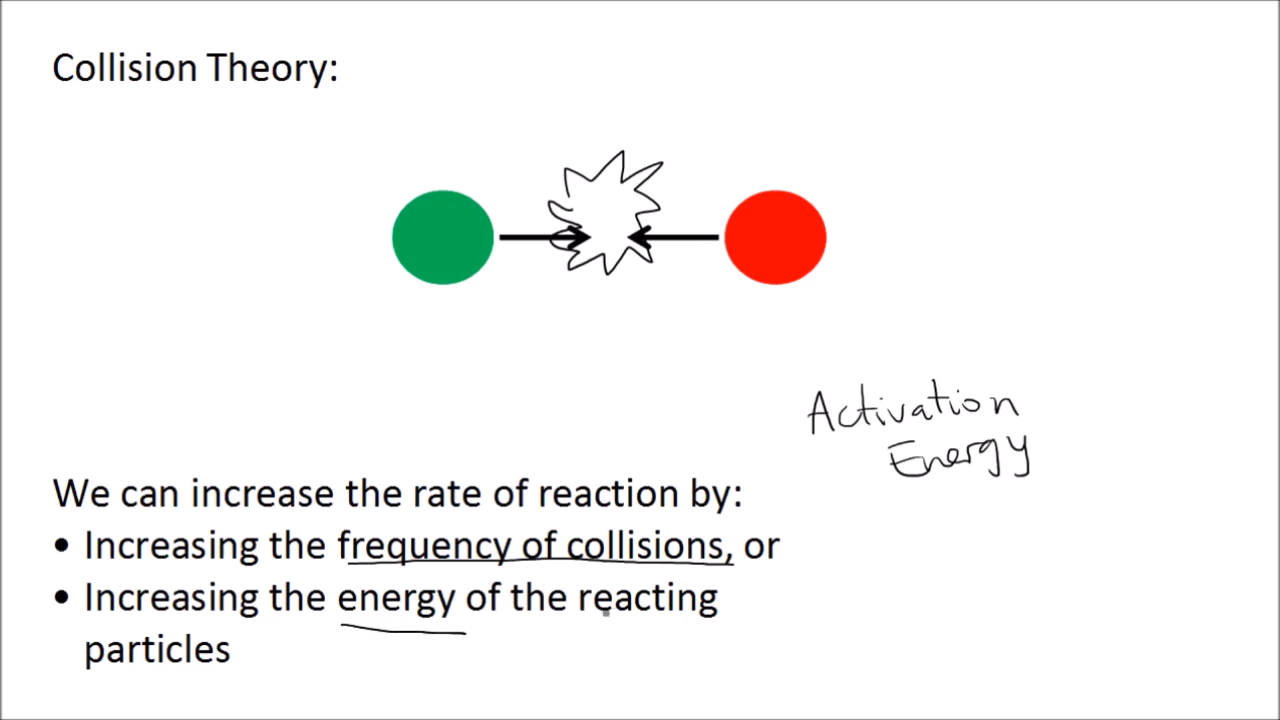 Collision Theory:
Activation
Energy
We can increase the rate of reaction by:
• Increasing the frequency of collisions, or
• Increasing the energy of the reacting
particles